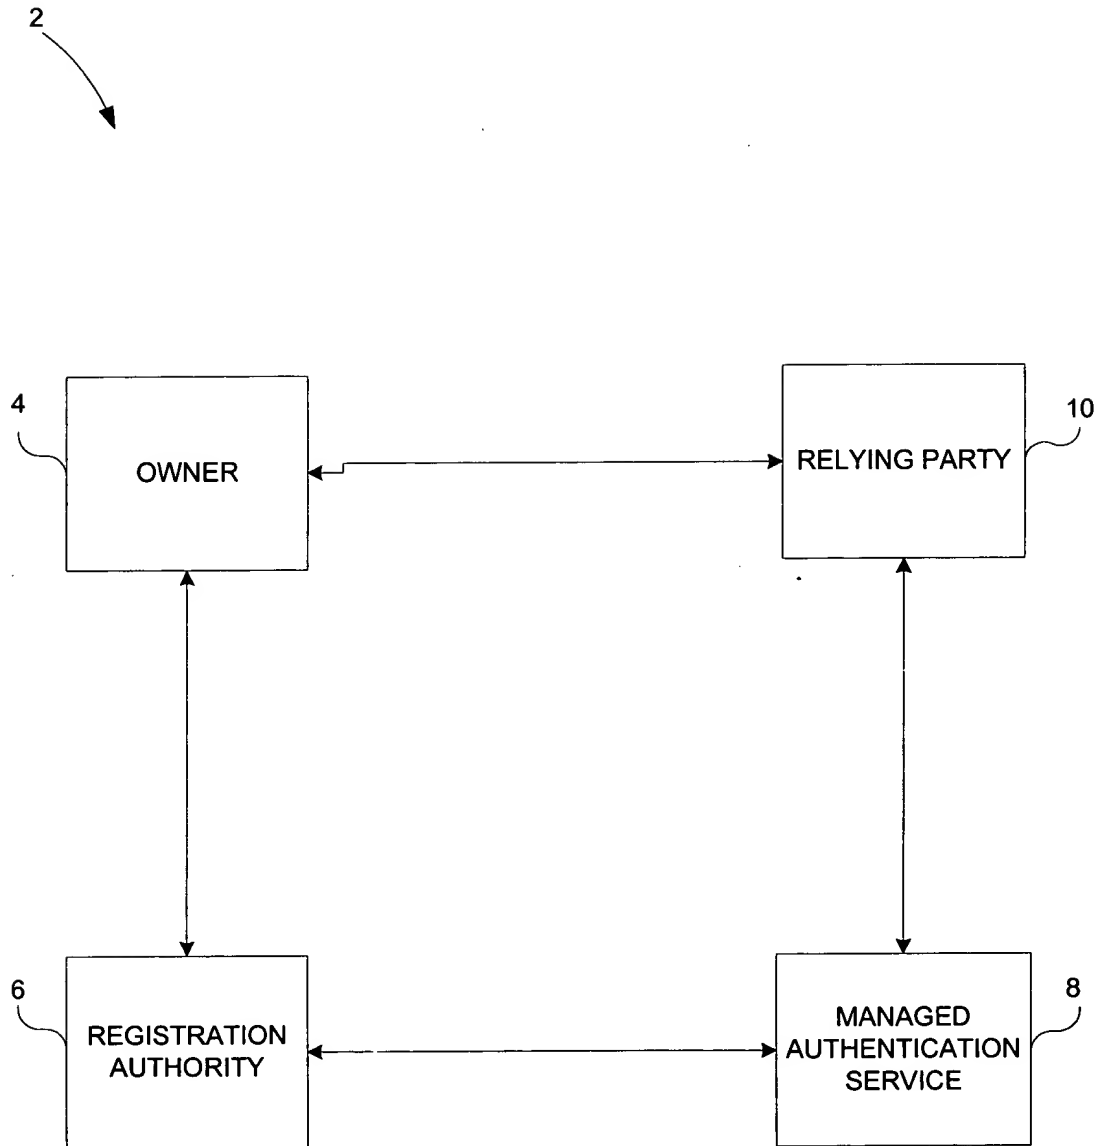 2
4
OWNER
RELYING PARTY
10
6
REGISTRATION
AUTHORITY
MANAGED
AUTHENTICATION
SERVICE
8